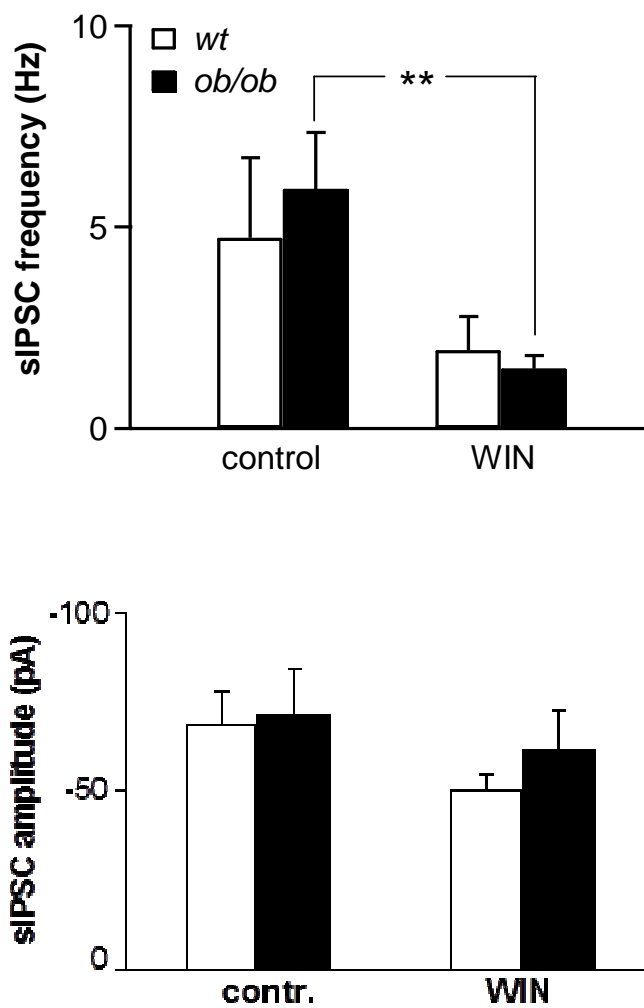 sIPSC frequency (Hz)
10
5
0
wt
ob/ob
**
control WIN
sIPSC amplitude (pA)
-100
-50
0
contr. WIN